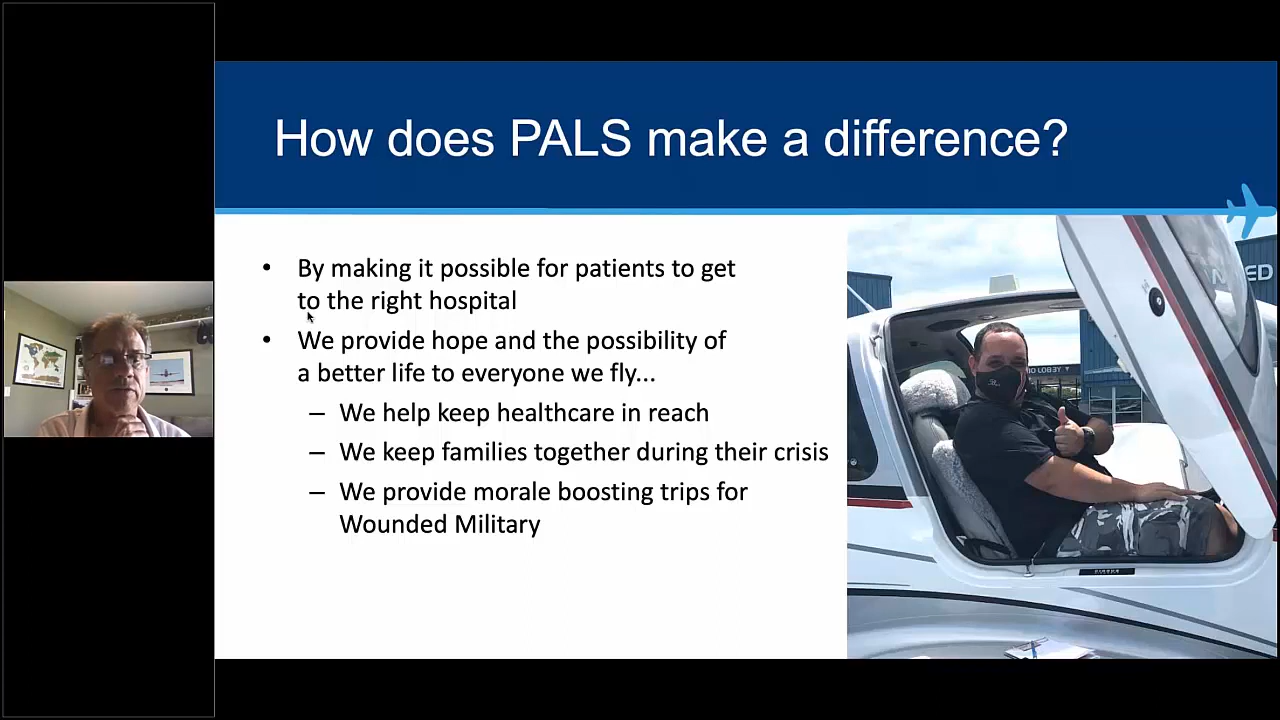 How does PALS make a difference?
• By making it possible for patients to get
to the right hospital
• We provide hope and the possibility of
a better life to everyone we fly...
– We help keep healthcare in reach
– We keep families together during their crisis
– We provide morale boosting trips for
Wounded Military